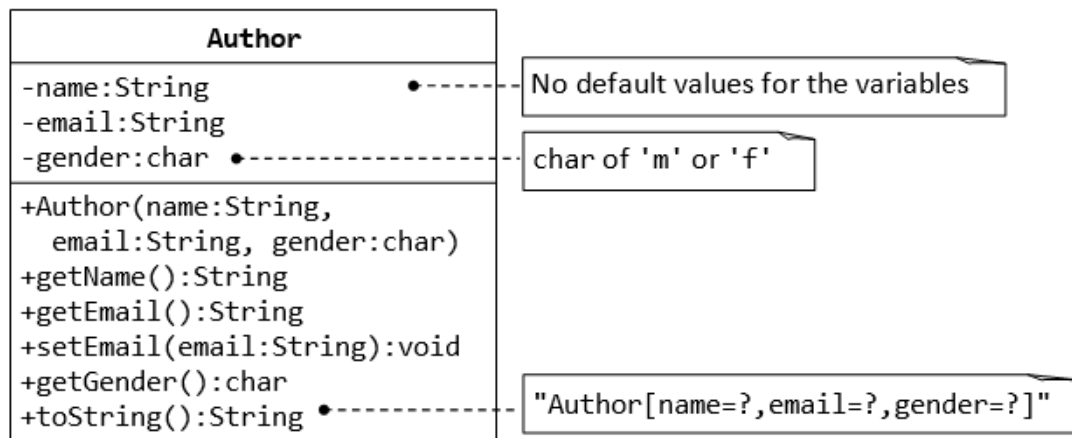 Author
-name:String
-email:String
-gender:char
No default values for the variables
char of 'm' or 'f'
+Author(name:String,
email:String, gender:char)
+getName():String
+getEmail():String
+setEmail(email:String):void
+getGender():char
+toString():String
"Author[name=?,email=?,gender=?]"